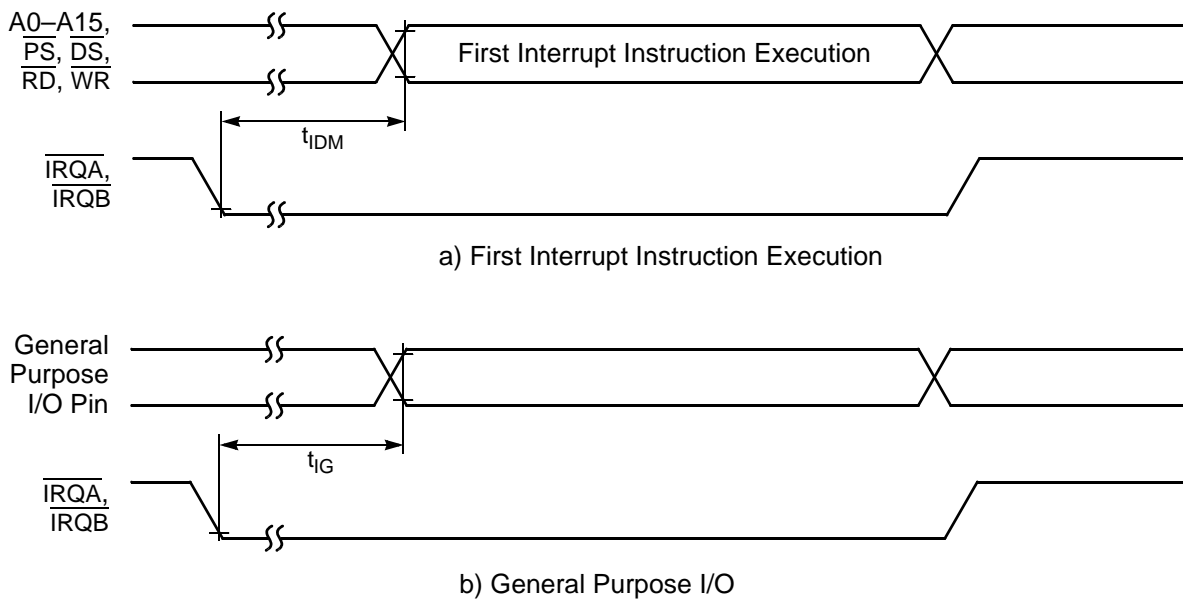 A0–A15,
PS, DS,
RD, WR
First Interrupt Instruction Execution
tIDM
IRQA,
IRQB
a) First Interrupt Instruction Execution
General
Purpose
I/O Pin
tIG
IRQA,
IRQB
b) General Purpose I/O